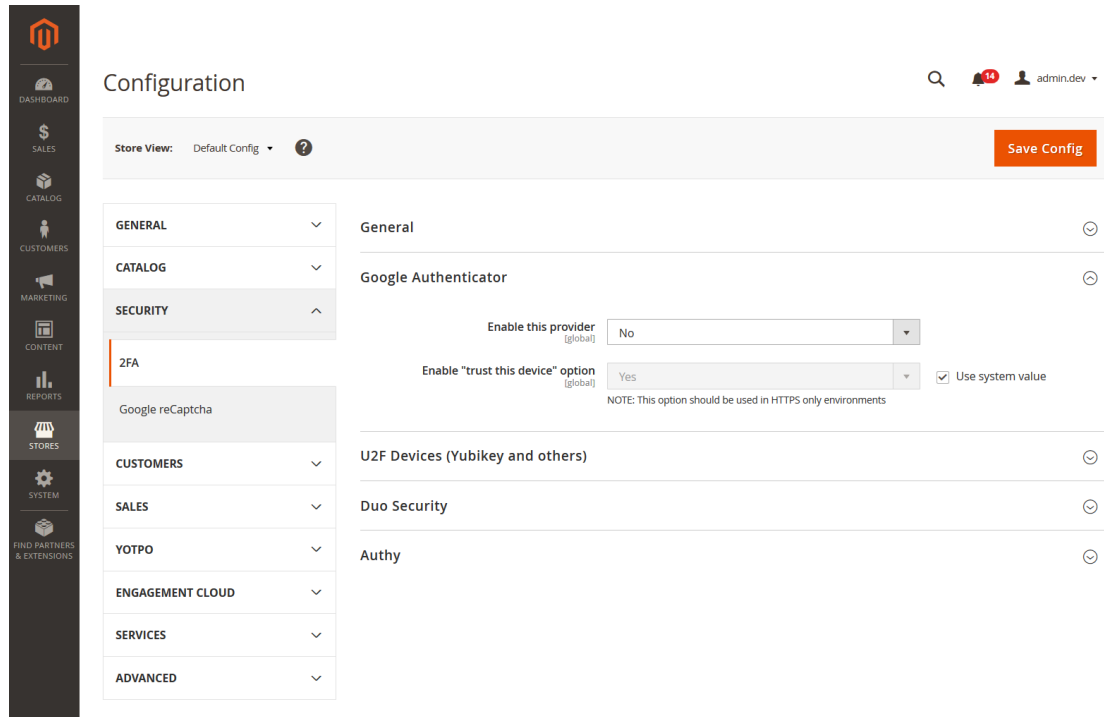 DASHBOARD
SALES
CATALOG
CUSTOMERS
MARKETING
CONTENT
REPORTS
STORES
SYSTEM
FIND PARTNERS
& EXTENSIONS
Configuration
14
admin.dev
Store View: Default Config ?
Save Config
GENERAL
CATALOG
SECURITY
2FA
Google reCaptcha
CUSTOMERS
SALES
YOTPO
ENGAGEMENT CLOUD
SERVICES
ADVANCED
General
Google Authenticator
Enable this provider
[global]
No
Enable "trust this device" option
[global]
Yes
Use system value
NOTE: This option should be used in HTTPS only environments
U2F Devices (Yubikey and others)
Duo Security
Authy